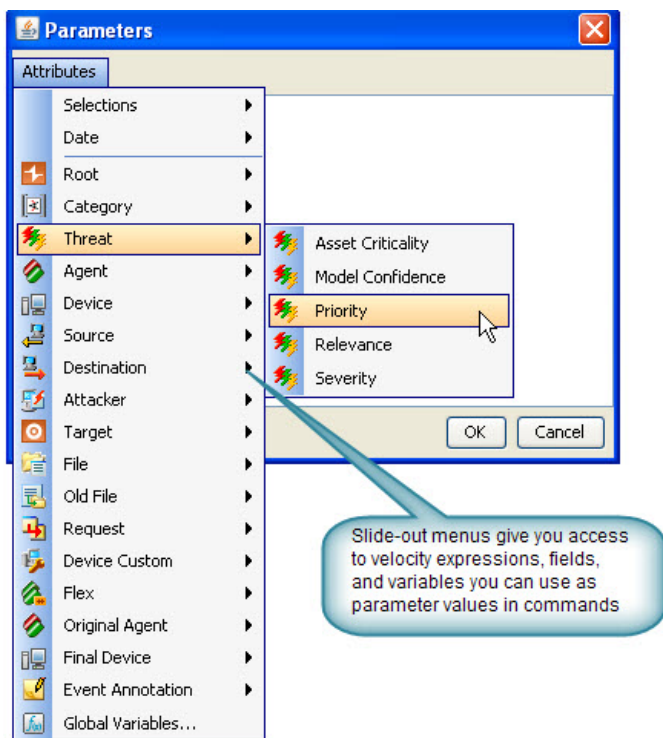 Parameters
Attributes
Selections
Date
Root
Category
Threat
Agent
Device
Source
Destination
Attacker
Target
File
Old File
Request
Device Custom
Flex
Original Agent
Final Device
Event Annotation
Global Variables...
Asset Criticality
Model Confidence
Priority
Relevance
Severity
OK
Cancel
Slide-out menus give you access
to velocity expressions, fields,
and variables you can use as
parameter values in commands